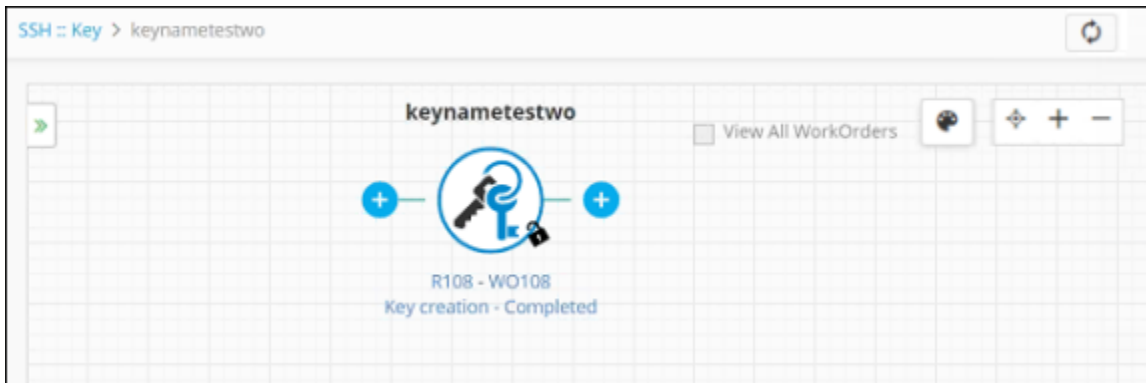 SSH :: Key > keynametestwo
keynametestwo
View All WorkOrders
R108 - WO108
Key creation - Completed